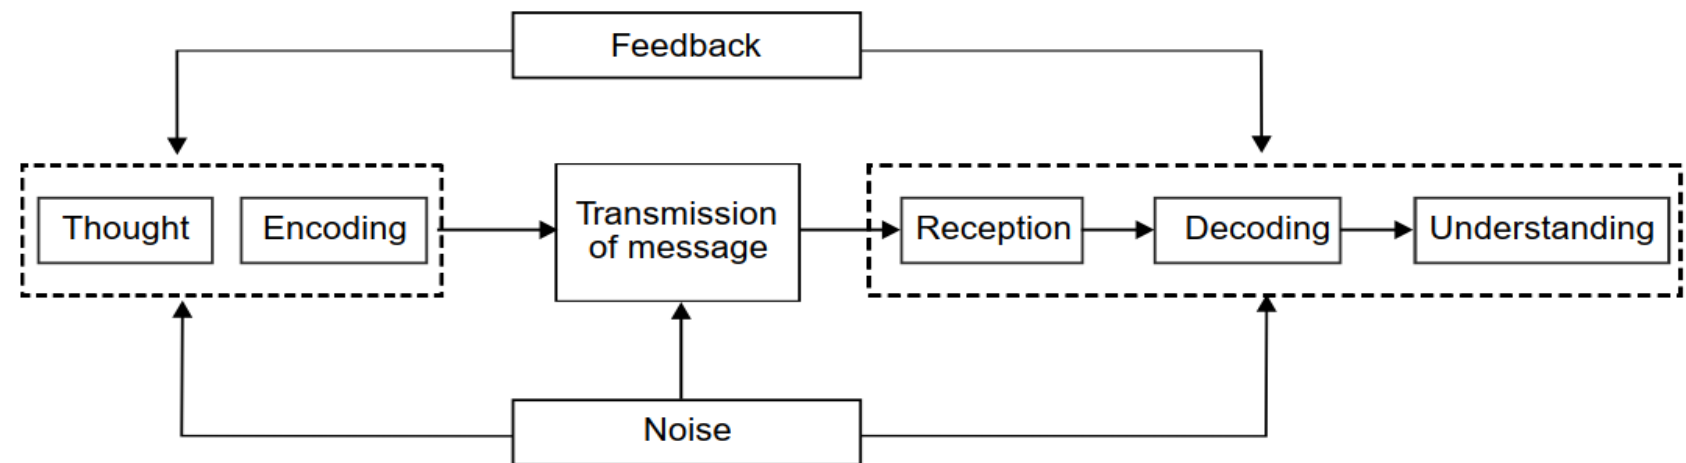 Feedback
Thought
Encoding
Transmission
of message
Reception
Decoding
Understanding
Noise